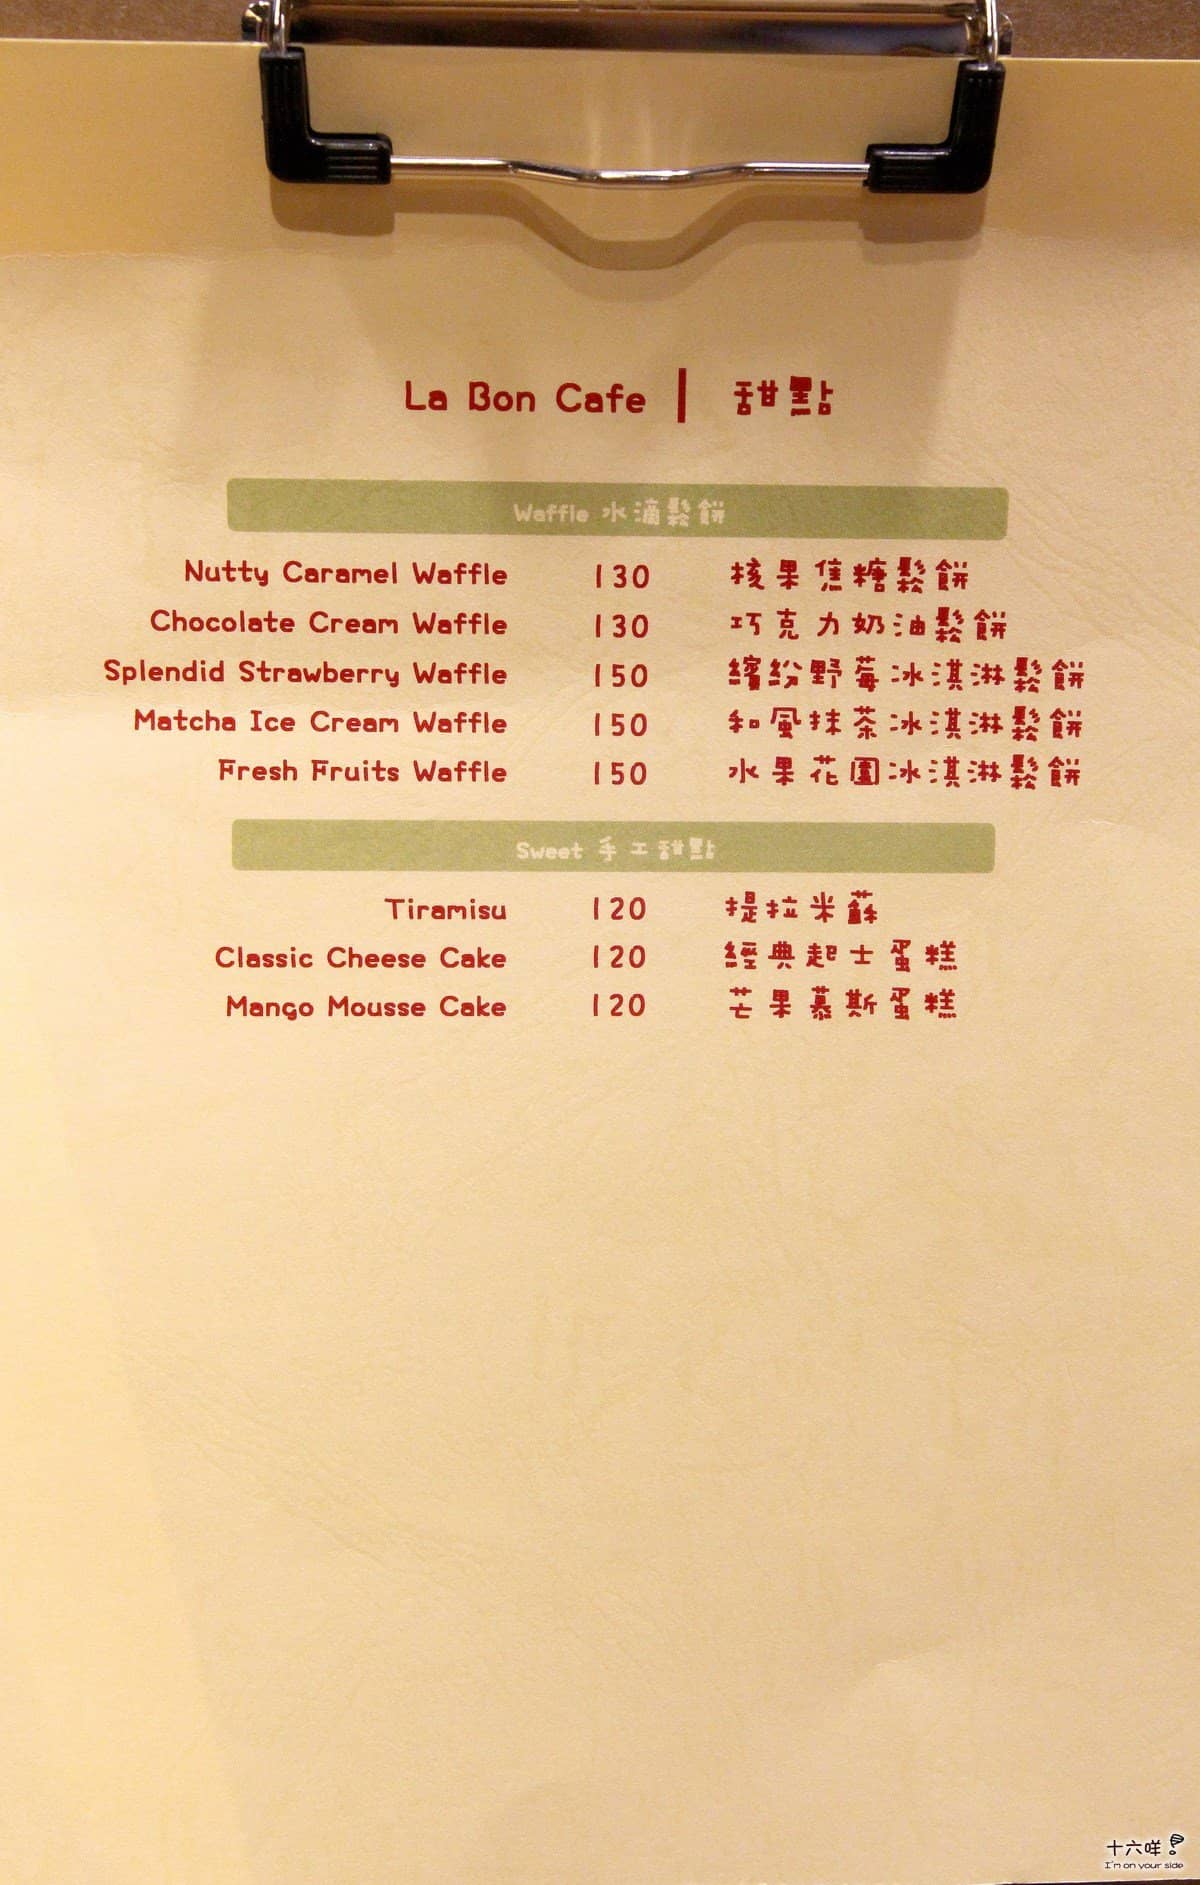 La Bon Cafe | 甜點
Waffle 水滴鬆餅
Nutty Caramel Waffle 130 核果焦糖鬆餅
Chocolate Cream Waffle 130 巧克力奶油鬆餅
Splendid Strawberry Waffle 150 繽紛野莓冰淇淋鬆餅
Matcha Ice Cream Waffle 150 和風抹茶冰淇淋鬆餅
Fresh Fruits Waffle 150 水果花園冰淇淋鬆餅
Sweet 手工甜點
Tiramisu 120 提拉米蘇
Classic Cheese Cake 120 經典起士蛋糕
Mango Mousse Cake 120 芒果慕斯蛋糕
十六咩
I'm on your side